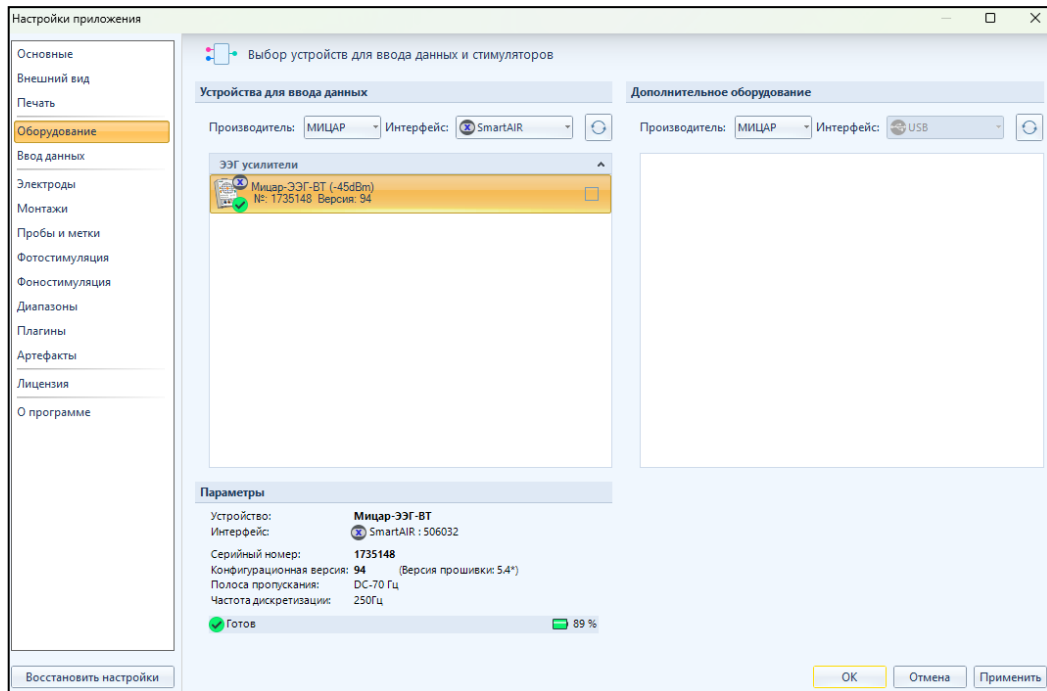 Настройки приложения
Основные
Внешний вид
Печать
Оборудование
Ввод данных
Электроды
Монтажи
Пробы и метки
Фотостимуляция
Фоностимуляция
Диапазоны
Плагины
Артефакты
Лицензия
О программе
Восстановить настройки
Выбор устройств для ввода данных и стимуляторов
Устройства для ввода данных
Производитель: МИЦАР Интерфейс: SmartAIR
ЭЭГ усилители
Мицар-ЭЭГ-BT (-45dBm)
№: 1735148 Версия: 94
Дополнительное оборудование
Производитель: МИЦАР Интерфейс: USB
Параметры
Устройство: Мицар-ЭЭГ-BT
Интерфейс: SmartAIR : 506032
Серийный номер: 1735148
Конфигурационная версия: 94 (Версия прошивки: 5.4*)
Полоса пропускания: DC-70 Гц
Частота дискретизации: 250Гц
Готов 89 %
OK Отмена Применить